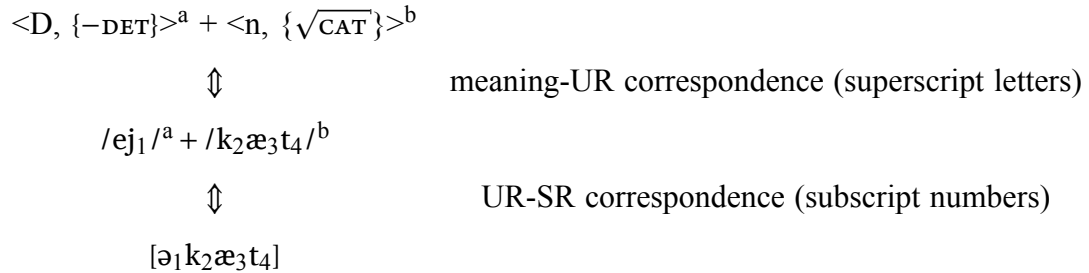 <D, {−DET}>ᵃ + <n, {√CAT}>ᵇ
⇕ meaning-UR correspondence (superscript letters)
/ej₁/ᵃ + /k₂æ₃t₄/ᵇ
⇕ UR-SR correspondence (subscript numbers)
[ə₁k₂æ₃t₄]